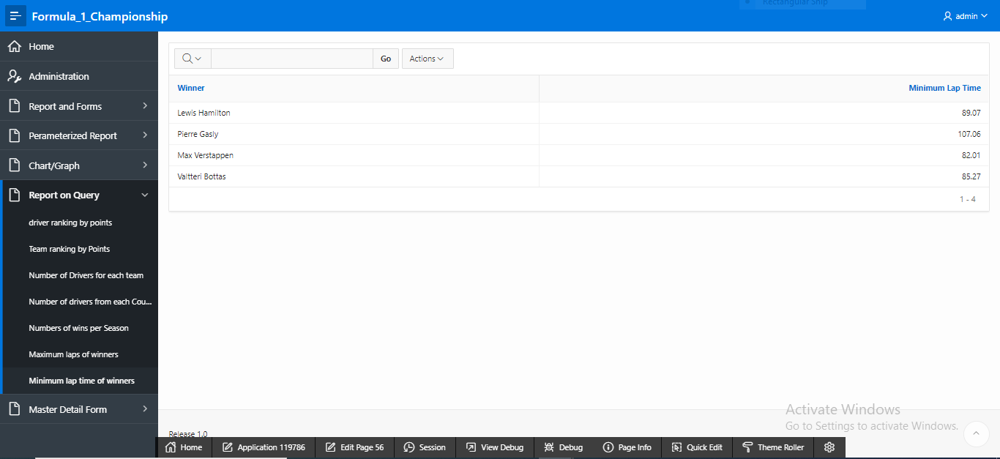 Rectangular Snip
Formula_1_Championship
admin
Home
Administration
Report and Forms
Perameterized Report
Chart/Graph
Report on Query
driver ranking by points
Team ranking by Points
Number of Drivers for each team
Number of drivers from each Cou...
Numbers of wins per Season
Maximum laps of winners
Minimum lap time of winners
Master Detail Form
Go
Actions
Winner Minimum Lap Time
Lewis Hamilton 89.07
Pierre Gasly 107.06
Max Verstappen 82.01
Valtteri Bottas 85.27
1 - 4
Activate Windows
Go to Settings to activate Windows.
Release 1.0
Home Application 119786 Edit Page 56 Session View Debug Debug Page Info Quick Edit Theme Roller